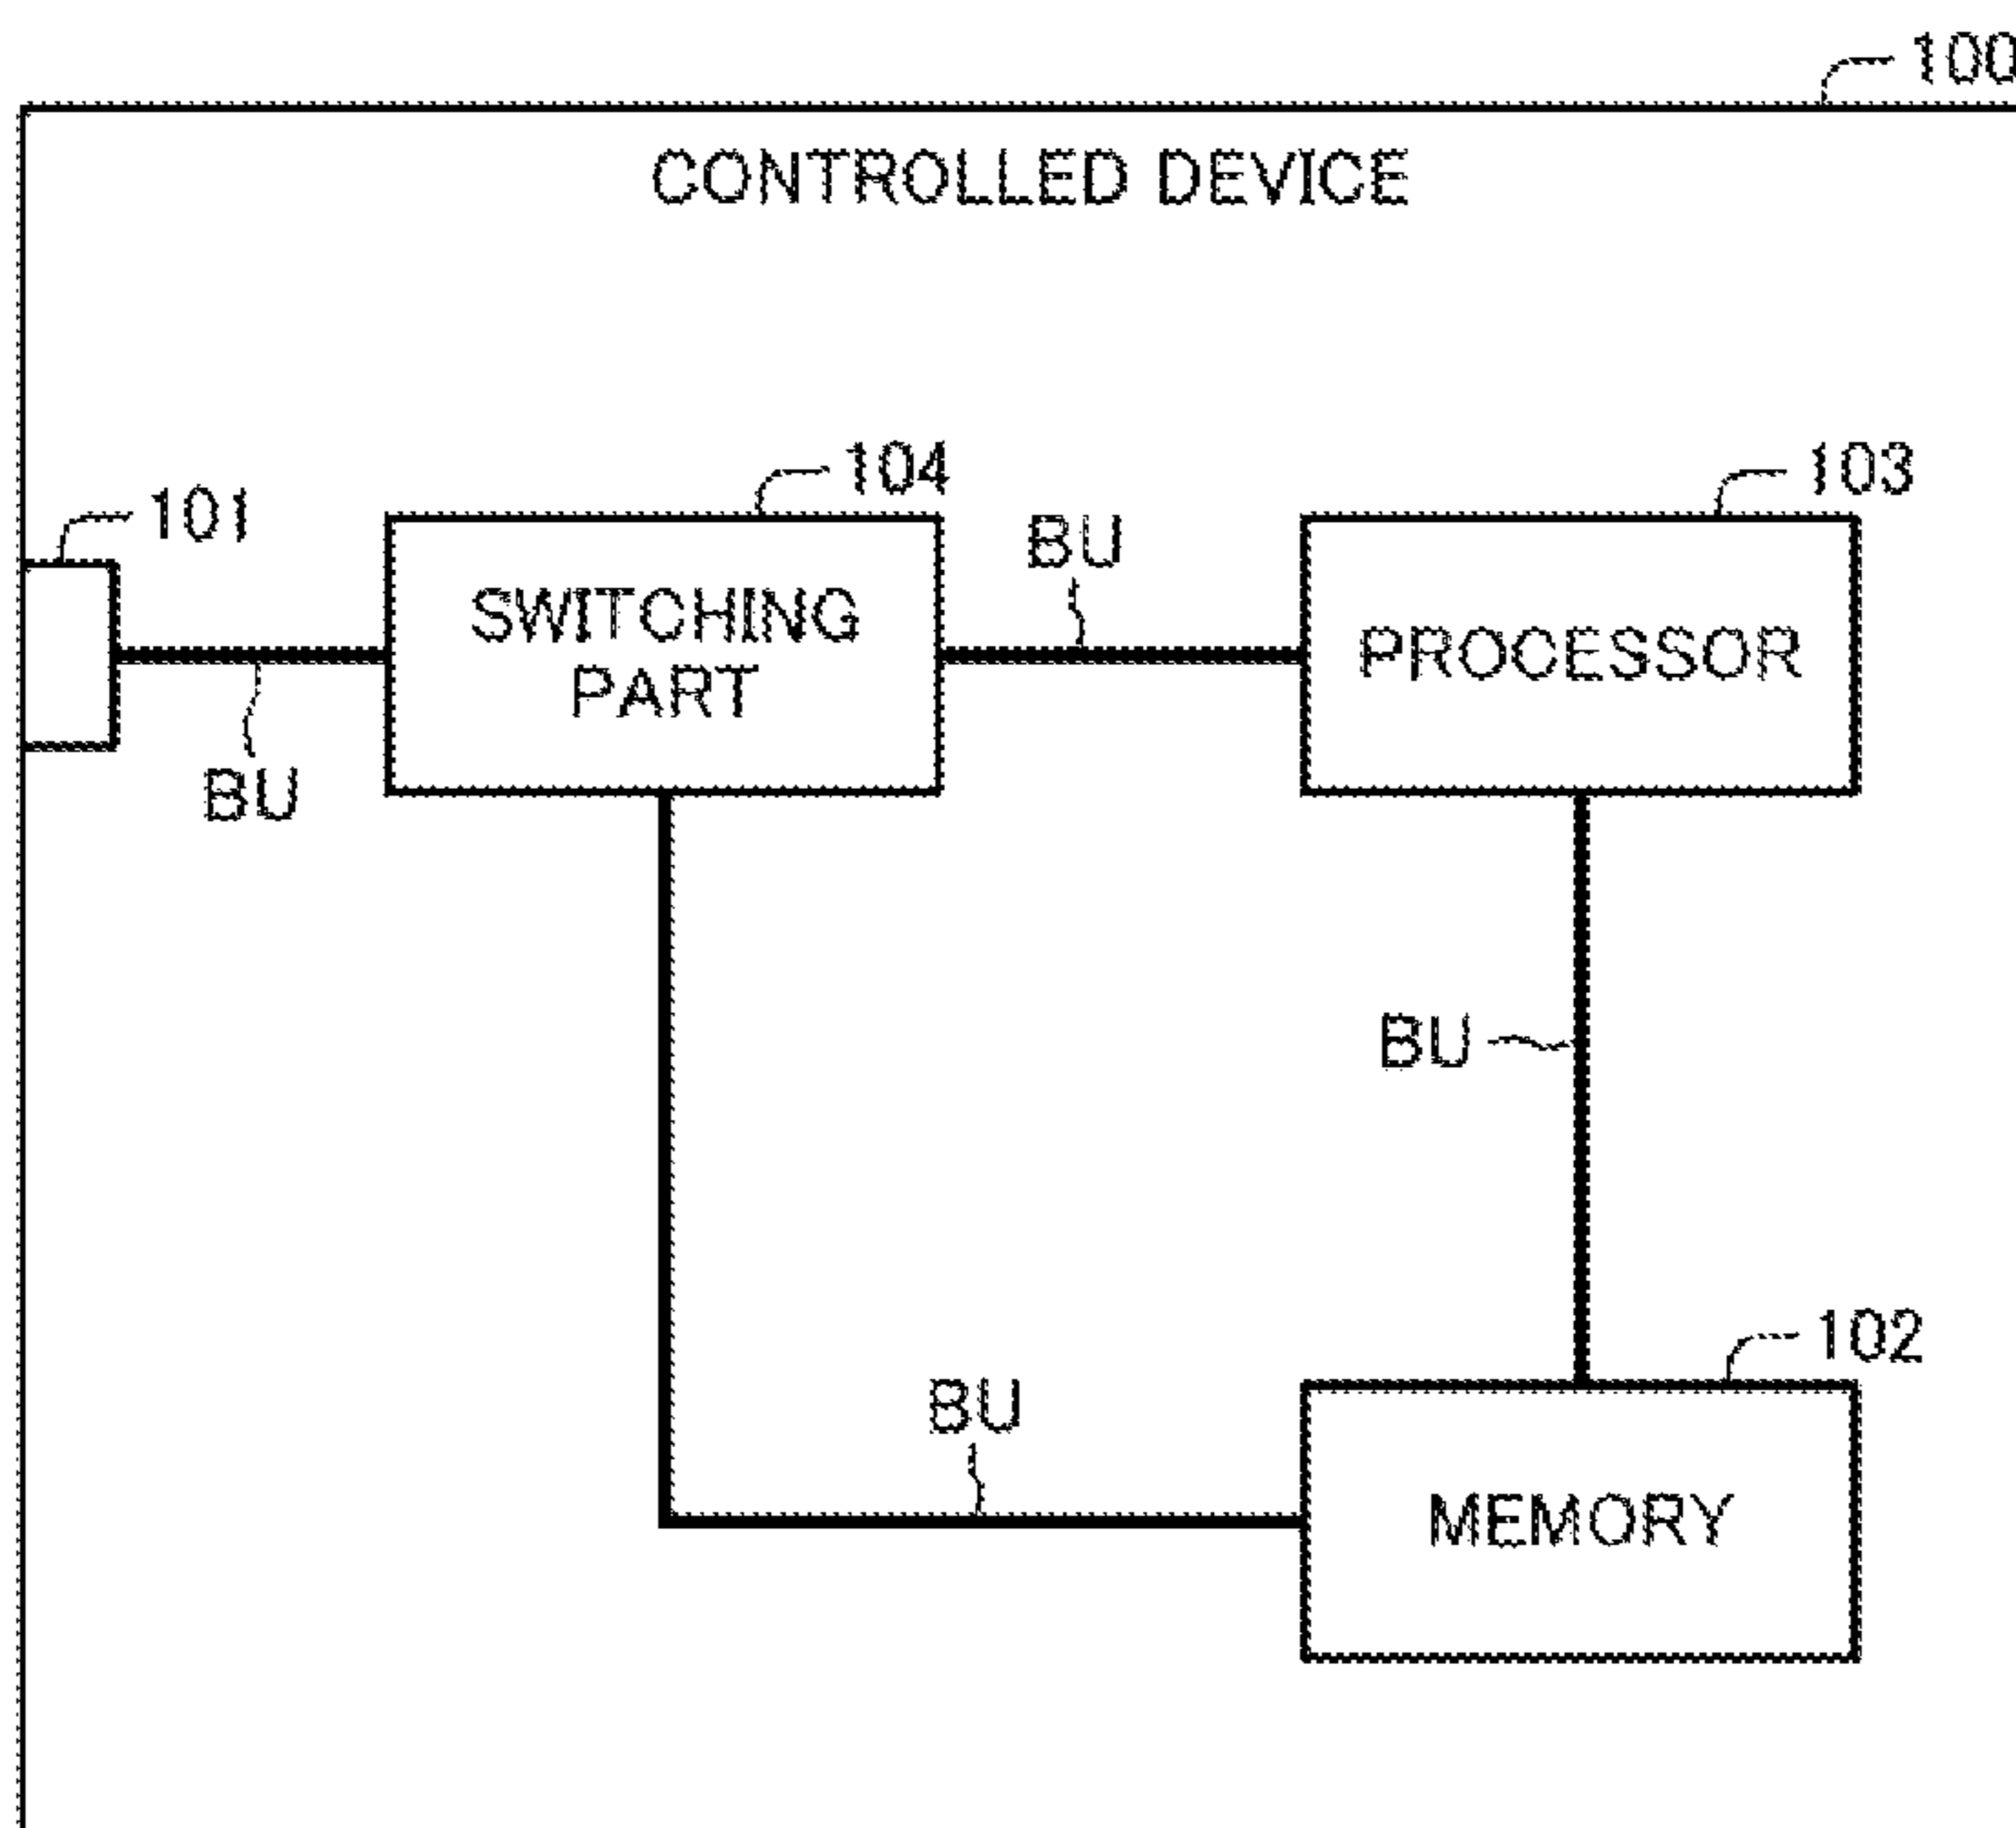 100
CONTROLLED DEVICE
101
104
103
BU
SWITCHING
PART
PROCESSOR
BU
BU
102
BU
MEMORY